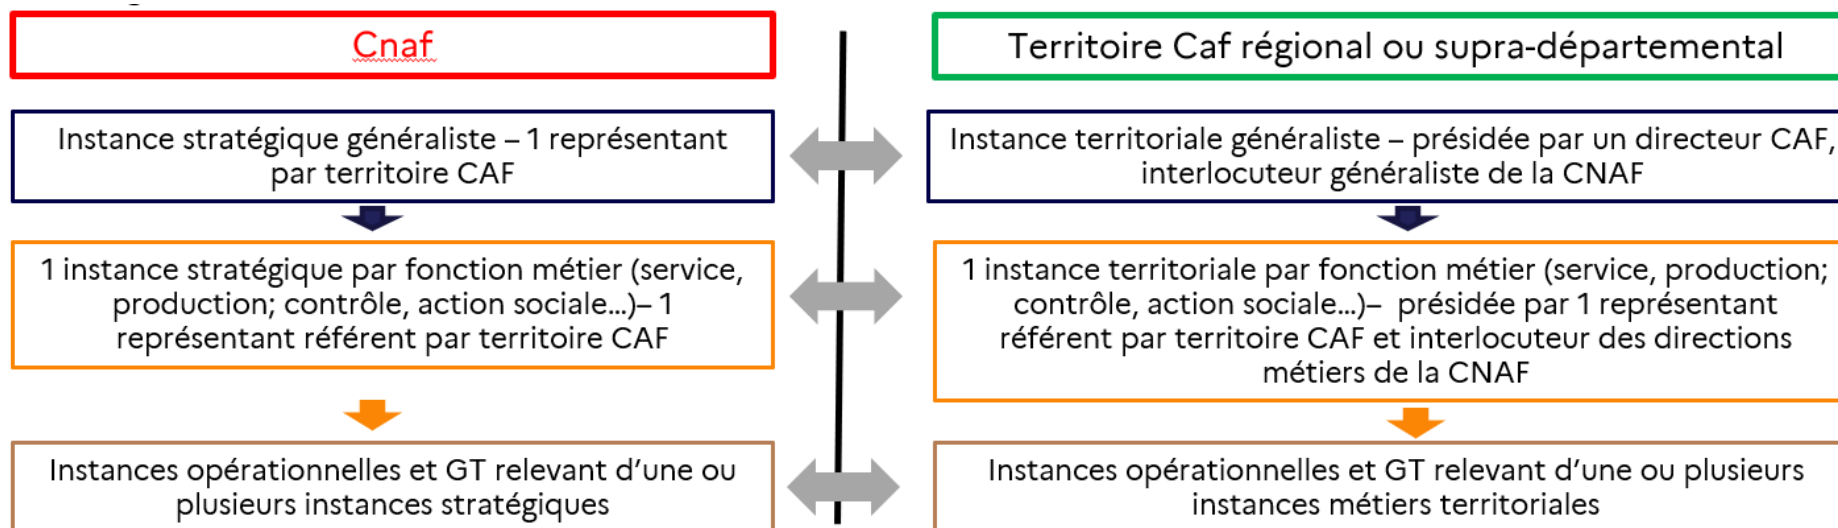 Cnaf
Instance stratégique généraliste – 1 représentant
par territoire CAF
1 instance stratégique par fonction métier (service,
production; contrôle, action sociale…)– 1
représentant référent par territoire CAF
Instances opérationnelles et GT relevant d’une ou
plusieurs instances stratégiques
Territoire Caf régional ou supra-départemental
Instance territoriale généraliste – présidée par un directeur CAF,
interlocuteur généraliste de la CNAF
1 instance territoriale par fonction métier (service, production;
contrôle, action sociale…)– présidée par 1 représentant
référent par territoire CAF et interlocuteur des directions
métiers de la CNAF
Instances opérationnelles et GT relevant d’une ou plusieurs
instances métiers territoriales